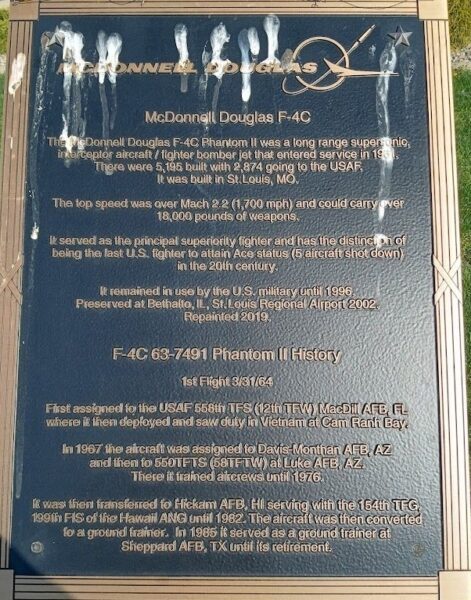 MCDONNELL DOUGLAS
McDonnell Douglas F-4C
The McDonnell Douglas F-4C Phantom II was a long range supersonic,
interceptor aircraft / fighter bomber jet that entered service in 1961.
There were 5,195 built with 2,874 going to the USAF.
It was built in St. Louis, MO.
The top speed was over Mach 2.2 (1,700 mph) and could carry over
18,000 pounds of weapons.
It served as the principal superiority fighter and has the distinction of
being the last U.S. fighter to attain Ace status (5 aircraft shot down)
in the 20th century.
It remained in use by the U.S. military until 1996.
Preserved at Bethalto, IL, St. Louis Regional Airport 2002.
Repainted 2019.
F-4C 63-7491 Phantom II History
1st Flight 3/31/64
First assigned to the USAF 558th TFS (12th TFW) MacDill AFB, FL
where it then deployed and saw duty in Vietnam at Cam Ranh Bay.
In 1967 the aircraft was assigned to Davis-Monthan AFB, AZ
and then to 550TFTS (58TFTW) at Luke AFB, AZ.
There it trained aircrews until 1976.
It was then transferred to Hickam AFB, HI serving with the 154th TFG,
199th FIS of the Hawaii ANG until 1982. The aircraft was then converted
to a ground trainer. In 1985 it served as a ground trainer at
Sheppard AFB, TX until its retirement.